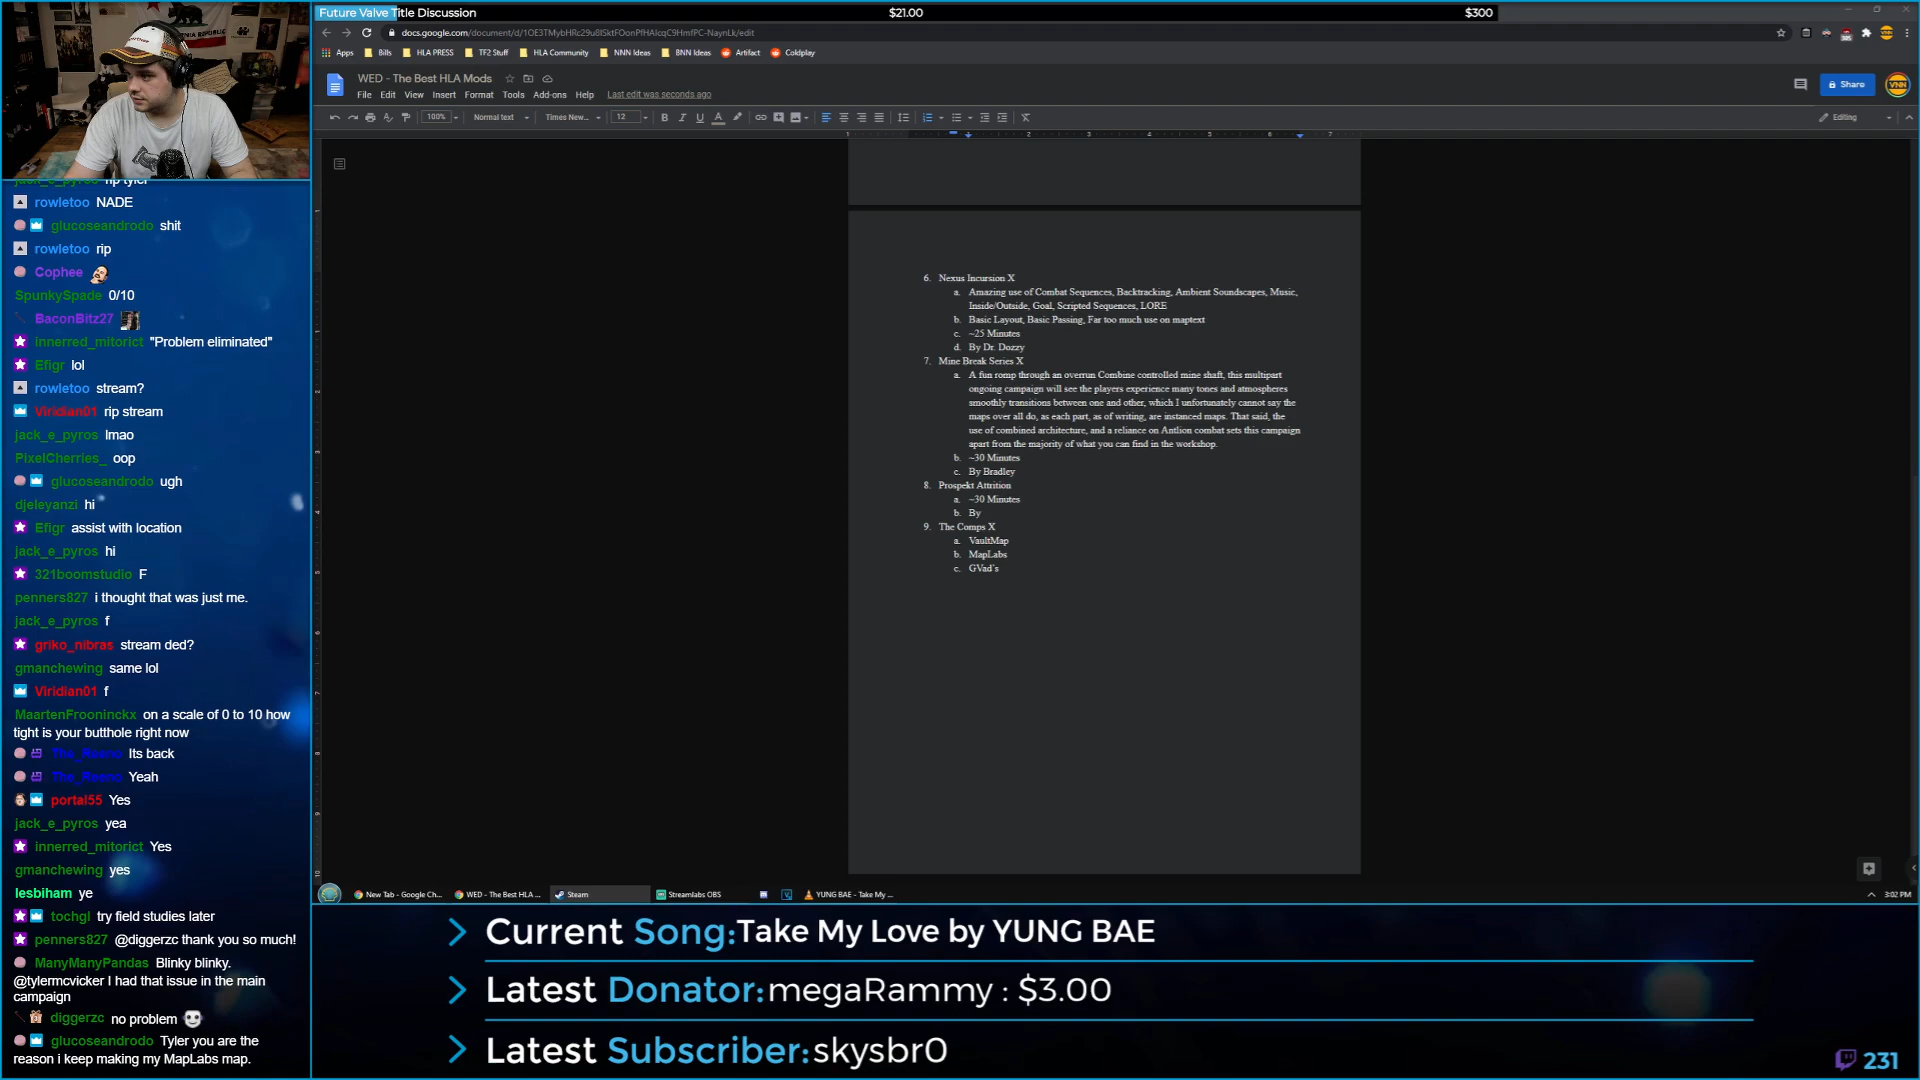 Future Valve Title Discussion $21.00 $300
docs.google.com/document/d/1OE3TMybHRc29u8lSktFOonPfHAlcqC9HmfPC-NaynLk/edit
Apps Bills HLA PRESS TF2 Stuff HLA Community NNN Ideas BNN Ideas Artifact Coldplay
WED - The Best HLA Mods
File Edit View Insert Format Tools Add-ons Help Last edit was seconds ago
Share
VNN
100% Normal text Times New... 12 B I U A Editing
6. Nexus Incursion X
a. Amazing use of Combat Sequences, Backtracking, Ambient Soundscapes, Music,
Inside/Outside, Goal, Scripted Sequences, LORE
b. Basic Layout, Basic Passing, Far too much use on maptext
c. ~25 Minutes
d. By Dr. Dozzy
7. Mine Break Series X
a. A fun romp through an overrun Combine controlled mine shaft, this multipart
ongoing campaign will see the players experience many tones and atmospheres
smoothly transitions between one and other, which I unfortunately cannot say the
maps over all do, as each part, as of writing, are instanced maps. That said, the
use of combined architecture, and a reliance on Antlion combat sets this campaign
apart from the majority of what you can find in the workshop.
b. ~30 Minutes
c. By Bradley
8. Prospekt Attrition
a. ~30 Minutes
b. By
9. The Comps X
a. VaultMap
b. MapLabs
c. GVad's
jack_e_pyros rip tyler
rowletoo NADE
glucoseandrodo shit
rowletoo rip
Cophee
SpunkySpade 0/10
BaconBitz27
innerred_mitorict "Problem eliminated"
Efigr lol
rowletoo stream?
Viridian01 rip stream
jack_e_pyros lmao
PixelCherries_ oop
glucoseandrodo ugh
djeleyanzi hi
Efigr assist with location
jack_e_pyros hi
321boomstudio F
penners827 i thought that was just me.
jack_e_pyros f
griko_nibras stream ded?
gmanchewing same lol
Viridian01 f
MaartenFrooninckx on a scale of 0 to 10 how
tight is your butthole right now
The_Reeno Its back
The_Reeno Yeah
portal55 Yes
jack_e_pyros yea
innerred_mitorict Yes
gmanchewing yes
lesbiham ye
tochgl try field studies later
penners827 @diggerzc thank you so much!
ManyManyPandas Blinky blinky.
@tylermcvicker I had that issue in the main
campaign
diggerzc no problem
glucoseandrodo Tyler you are the
reason i keep making my MapLabs map.
New Tab - Google Ch... WED - The Best HLA ... Steam Streamlabs OBS YUNG BAE - Take My ... 3:02 PM
Current Song:Take My Love by YUNG BAE
Latest Donator:megaRammy : $3.00
Latest Subscriber:skysbr0
231